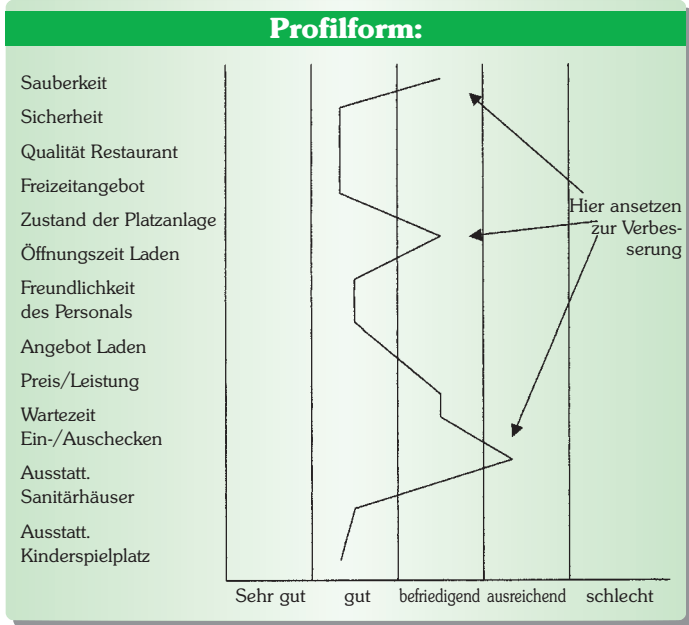 Profilform:
Sauberkeit
Sicherheit
Qualität Restaurant
Freizeitangebot
Zustand der Platzanlage
Öffnungszeit Laden
Freundlichkeit
des Personals
Angebot Laden
Preis/Leistung
Wartezeit
Ein-/Auschecken
Ausstatt.
Sanitärhäuser
Ausstatt.
Kinderspielplatz
Hier ansetzen
zur Verbes-
serung
Sehr gut gut befriedigend ausreichend schlecht